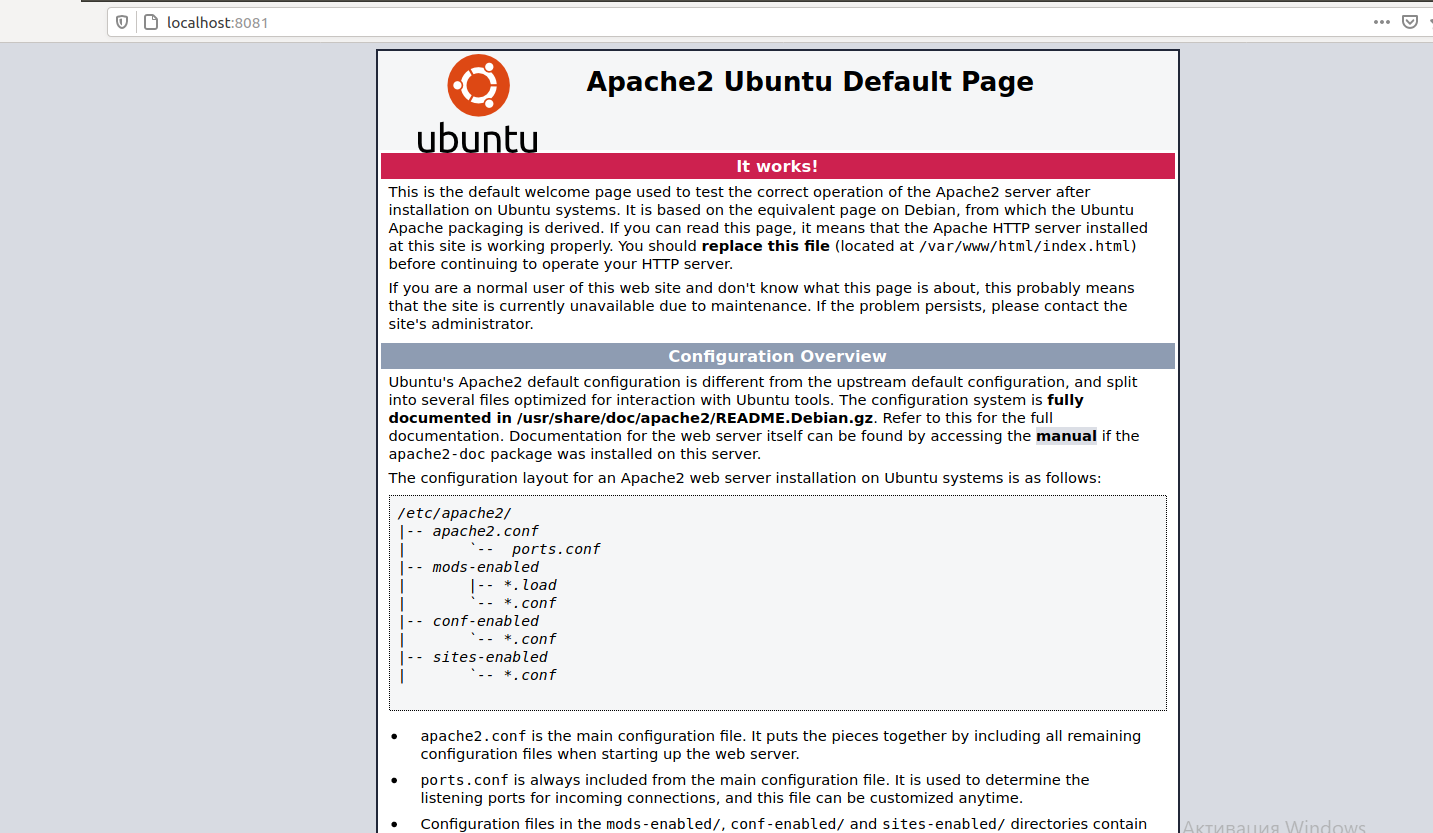 localhost:8081
ubuntu
Apache2 Ubuntu Default Page
It works!
This is the default welcome page used to test the correct operation of the Apache2 server after
installation on Ubuntu systems. It is based on the equivalent page on Debian, from which the Ubuntu
Apache packaging is derived. If you can read this page, it means that the Apache HTTP server installed
at this site is working properly. You should replace this file (located at /var/www/html/index.html)
before continuing to operate your HTTP server.
If you are a normal user of this web site and don't know what this page is about, this probably means
that the site is currently unavailable due to maintenance. If the problem persists, please contact the
site's administrator.
Configuration Overview
Ubuntu's Apache2 default configuration is different from the upstream default configuration, and split
into several files optimized for interaction with Ubuntu tools. The configuration system is fully
documented in /usr/share/doc/apache2/README.Debian.gz. Refer to this for the full
documentation. Documentation for the web server itself can be found by accessing the manual if the
apache2-doc package was installed on this server.
The configuration layout for an Apache2 web server installation on Ubuntu systems is as follows:
/etc/apache2/
|-- apache2.conf
|       `--  ports.conf
|-- mods-enabled
|       |-- *.load
|       `-- *.conf
|-- conf-enabled
|       `-- *.conf
|-- sites-enabled
|       `-- *.conf
• apache2.conf is the main configuration file. It puts the pieces together by including all remaining
configuration files when starting up the web server.
• ports.conf is always included from the main configuration file. It is used to determine the
listening ports for incoming connections, and this file can be customized anytime.
• Configuration files in the mods-enabled/, conf-enabled/ and sites-enabled/ directories contain
Активация Windows